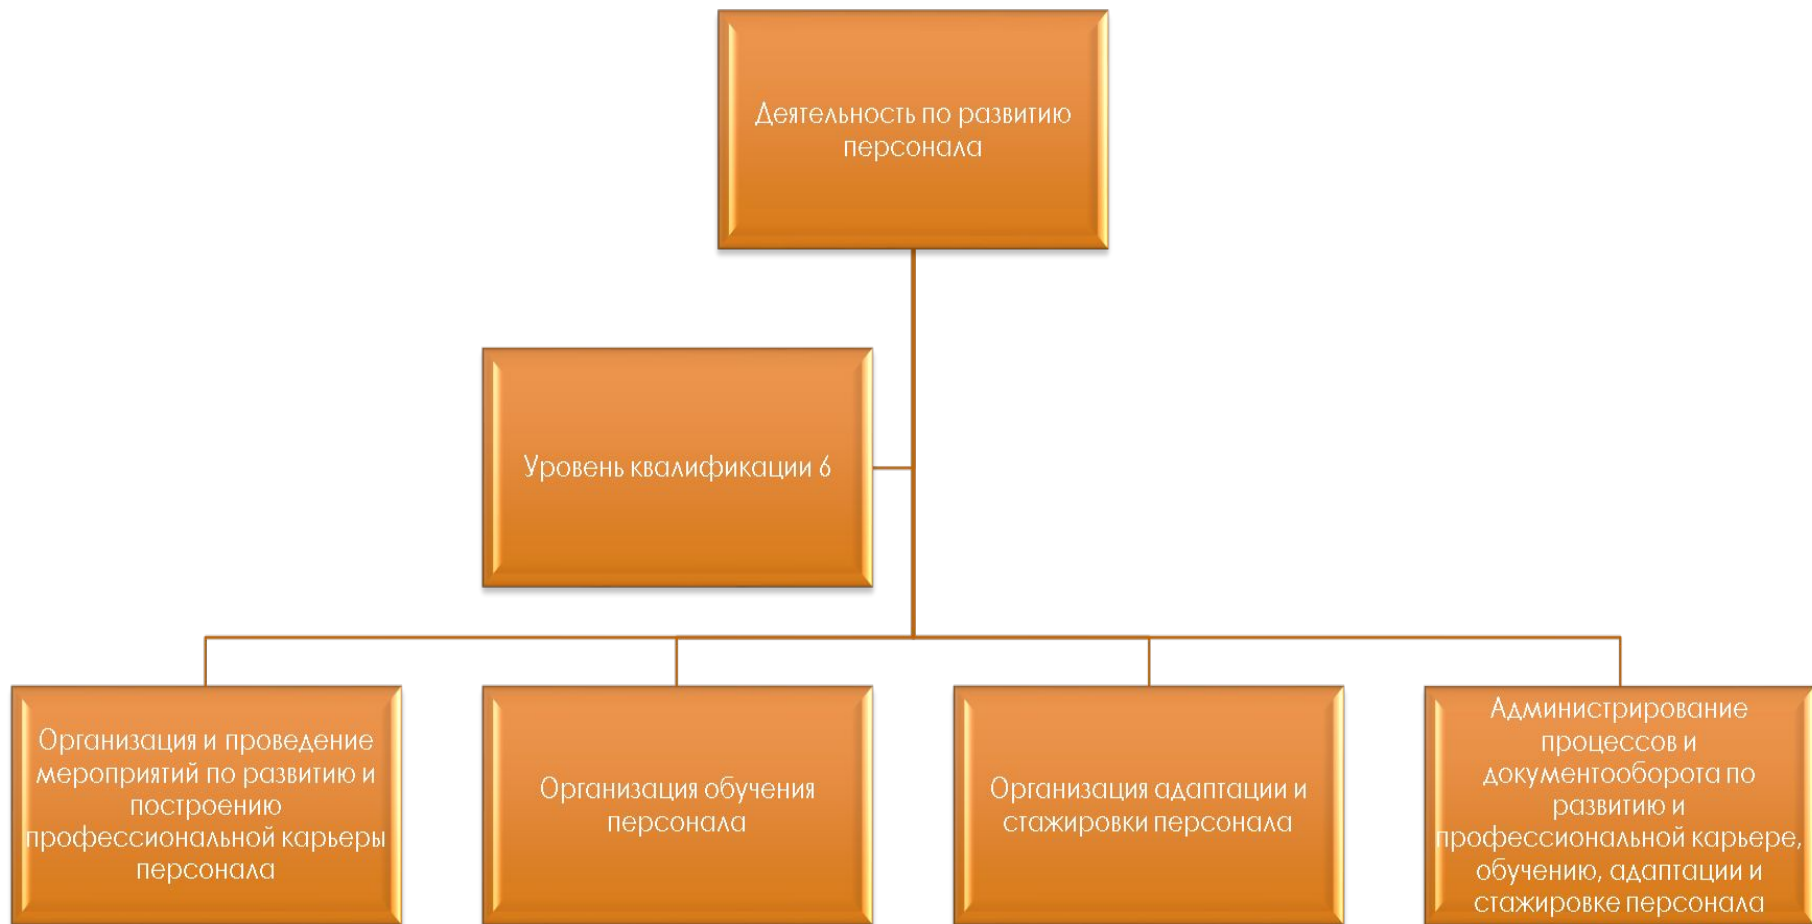 Деятельность по развитию
персонала
Уровень квалификации 6
Организация и проведение
мероприятий по развитию и
построению
профессиональной карьеры
персонала
Организация обучения
персонала
Организация адаптации и
стажировки персонала
Администрирование
процессов и
документооборота по
развитию и
профессиональной карьере,
обучению, адаптации и
стажировке персонала